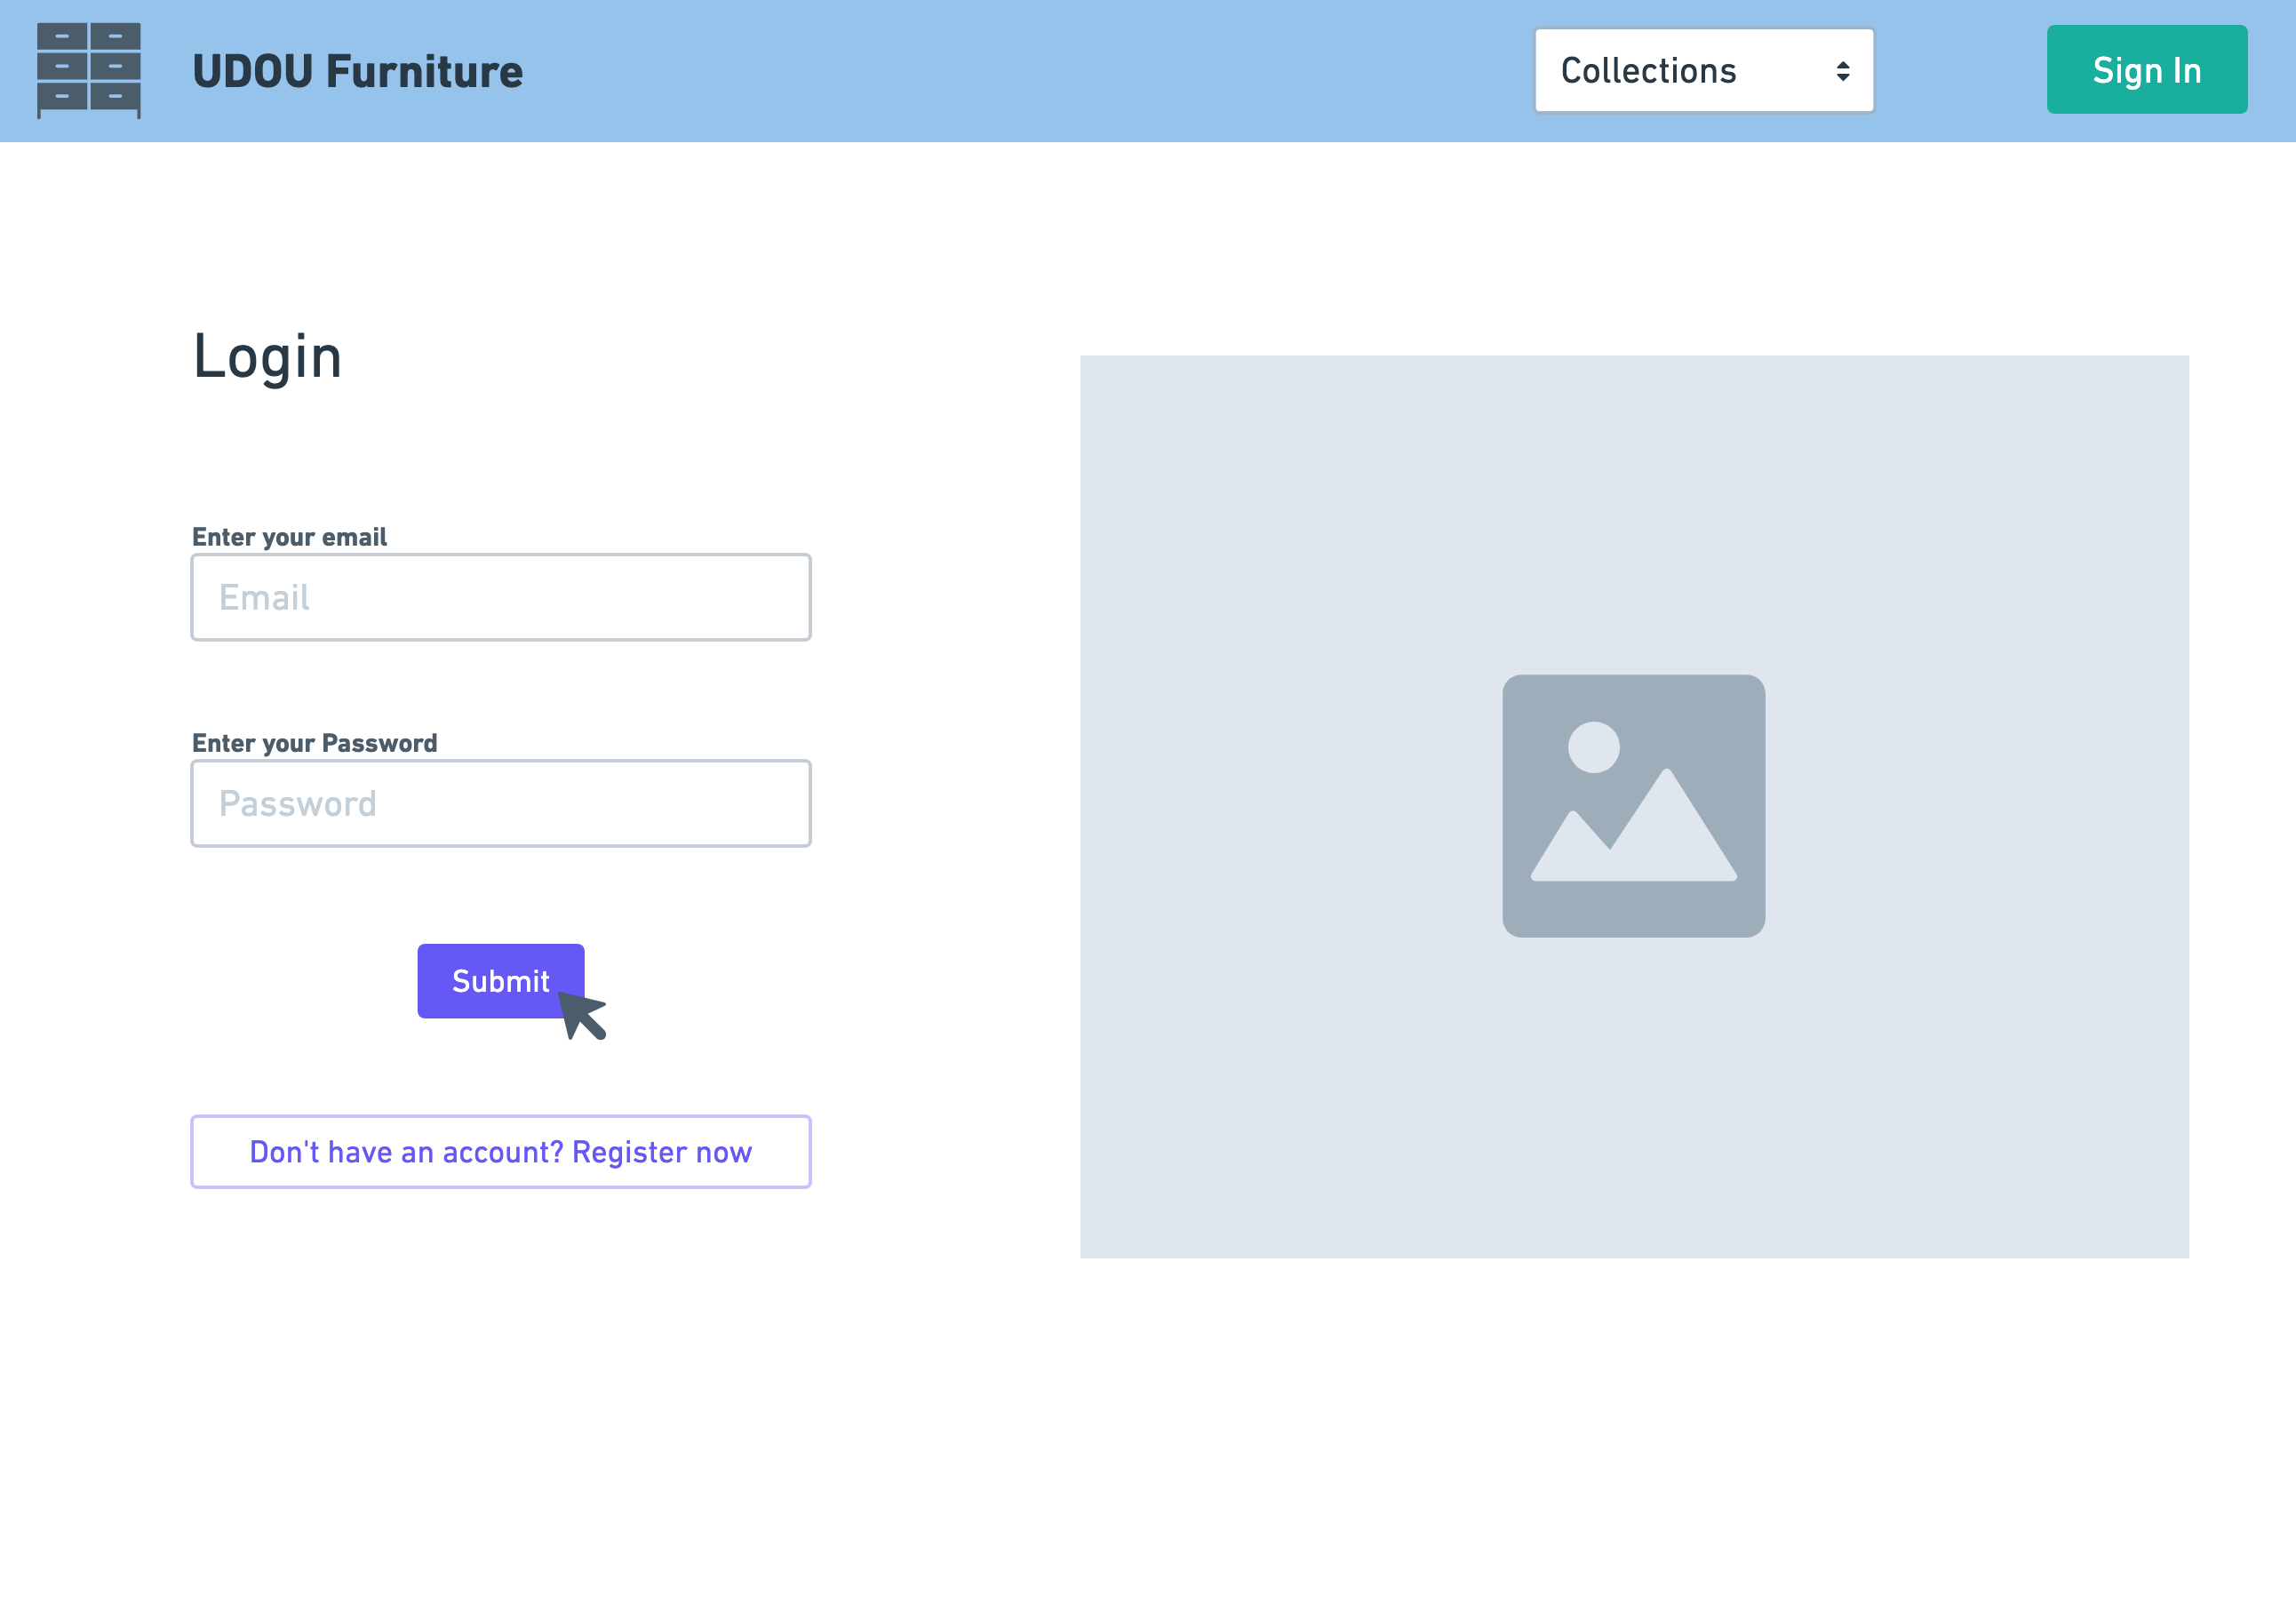 UDOU Furniture
Collections
Sign In
Login
Enter your email
Email
Enter your Password
Password
Submit
Don't have an account? Register now